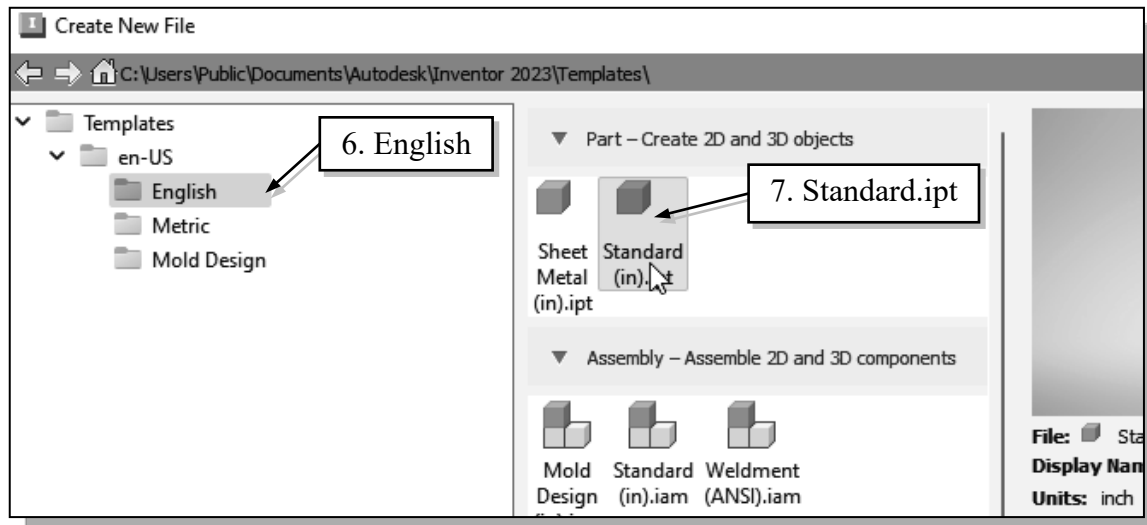 Create New File
C:\Users\Public\Documents\Autodesk\Inventor 2023\Templates\
Templates
en-US
English
Metric
Mold Design
6. English
Part – Create 2D and 3D objects
7. Standard.ipt
Sheet
Metal
(in).ipt
Standard
(in).
Assembly – Assemble 2D and 3D components
Mold
Design
Standard
(in).iam
Weldment
(ANSI).iam
File:
Display
Units: inch